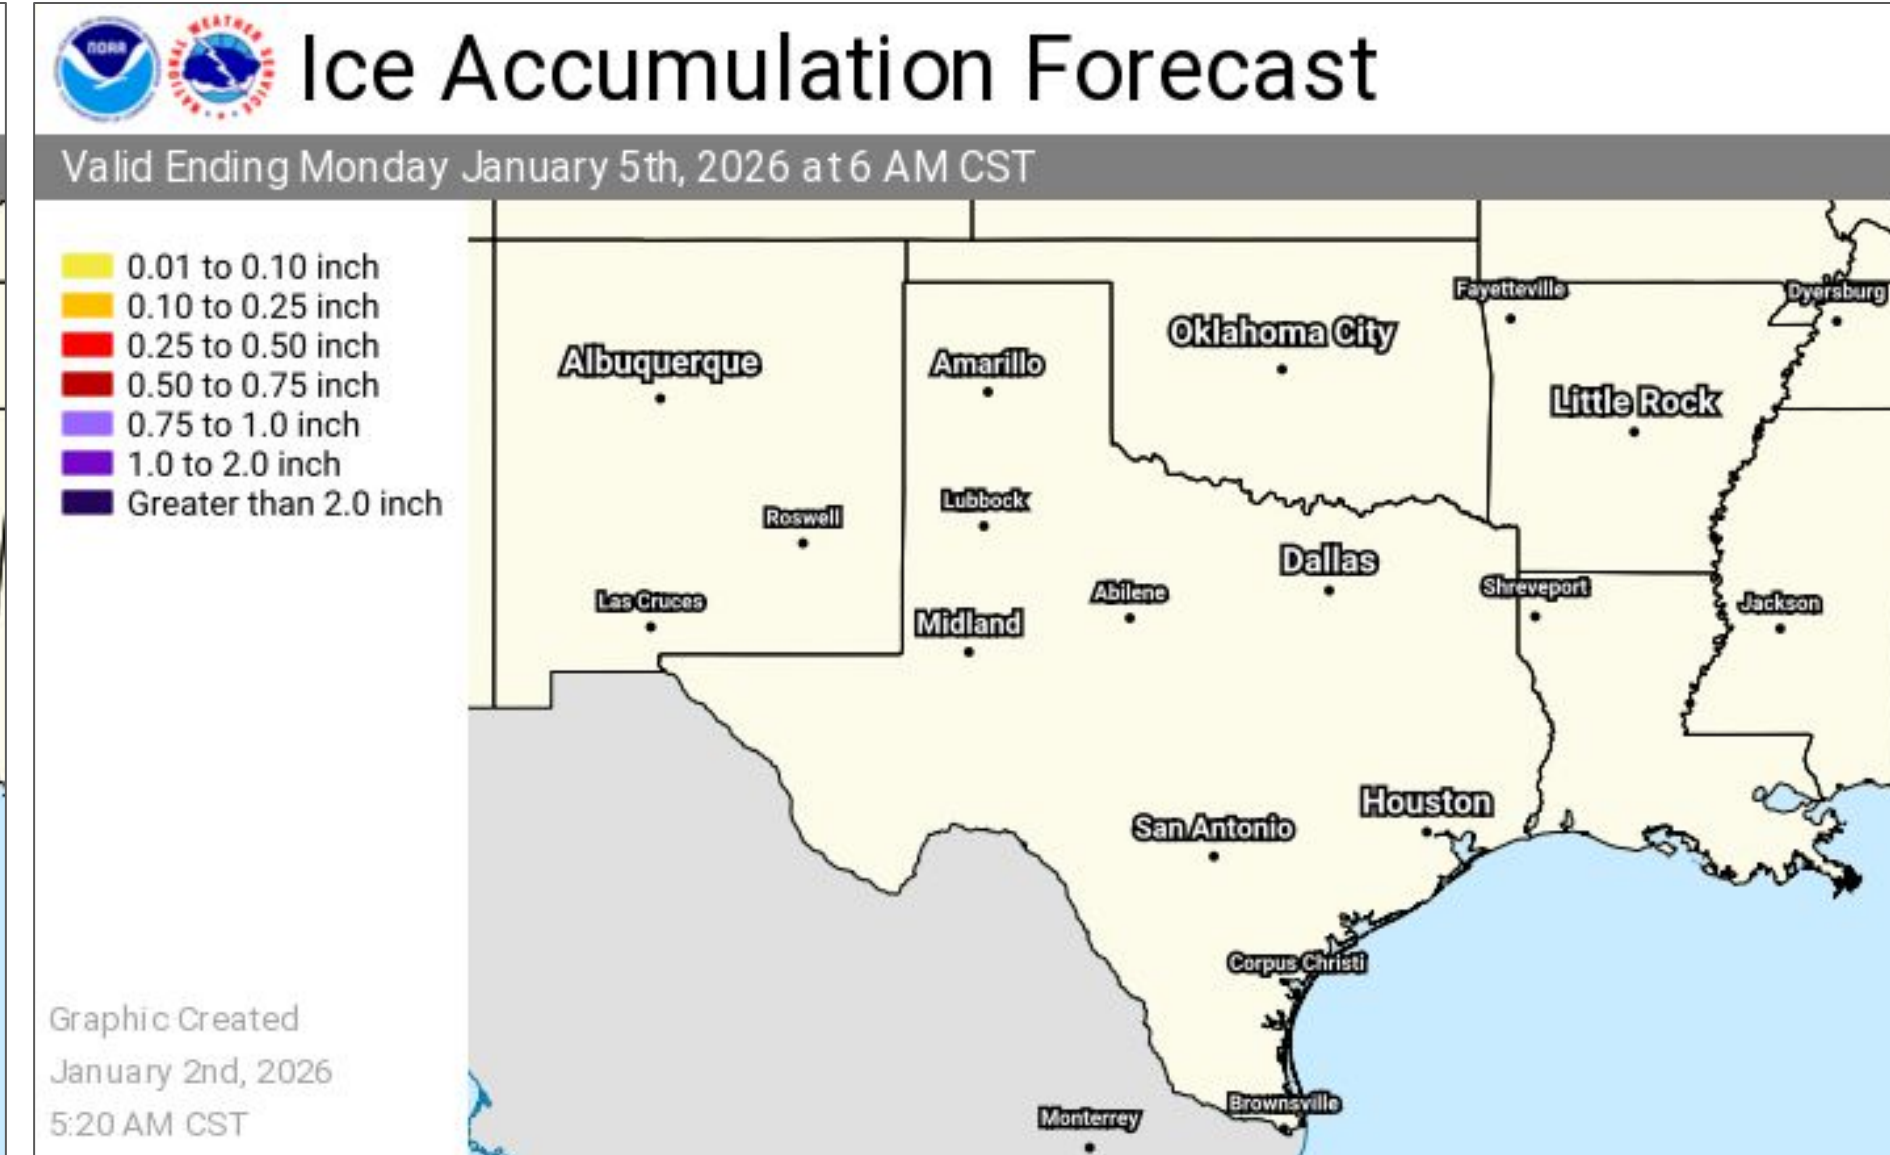 NOAA
NATIONAL WEATHER SERVICE
Ice Accumulation Forecast
Valid Ending Monday January 5th, 2026 at 6 AM CST
0.01 to 0.10 inch
0.10 to 0.25 inch
0.25 to 0.50 inch
0.50 to 0.75 inch
0.75 to 1.0 inch
1.0 to 2.0 inch
Greater than 2.0 inch
Fayetteville
Dyersburg
Oklahoma City
Albuquerque
Amarillo
Little Rock
Lubbock
Roswell
Dallas
Shreveport
Abilene
Las Cruces
Jackson
Midland
Houston
San Antonio
Corpus Christi
Brownsville
Monterrey
Graphic Created
January 2nd, 2026
5:20 AM CST